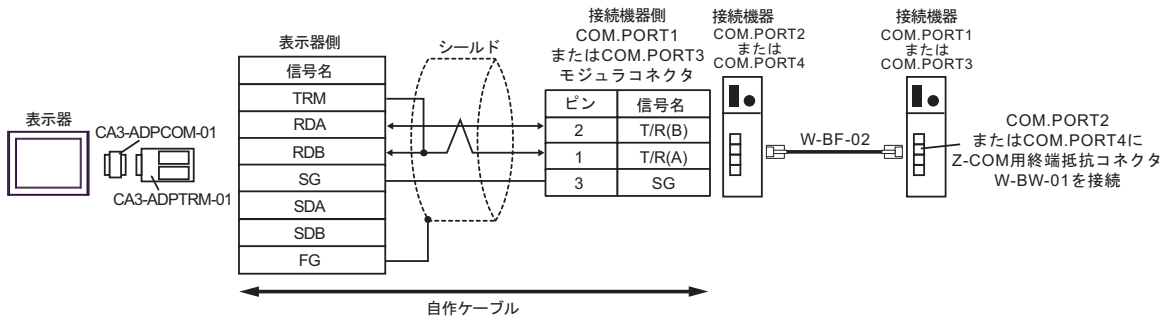 表示器
CA3-ADPCOM-01
CA3-ADPTRM-01
表示器側
信号名
TRM
RDA
RDB
SG
SDA
SDB
FG
シールド
接続機器側
COM.PORT1
またはCOM.PORT3
モジュラコネクタ
ピン 信号名
2 T/R(B)
1 T/R(A)
3 SG
自作ケーブル
接続機器
COM.PORT2
または
COM.PORT4
W-BF-02
接続機器
COM.PORT1
または
COM.PORT3
COM.PORT2
またはCOM.PORT4に
Z-COM用終端抵抗コネクタ
W-BW-01を接続